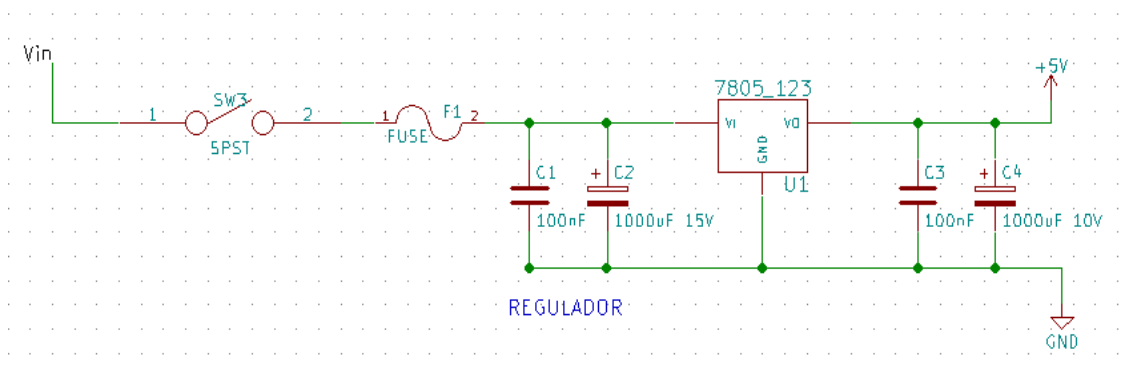 Vin
1
SW3
2
SPST
1
F1
2
FUSE
C1
100nF
+
C2
1000uF 15V
7805_123
VI
VO
GND
U1
+5V
C3
100nF
+
C4
1000uF 10V
REGULADOR
GND